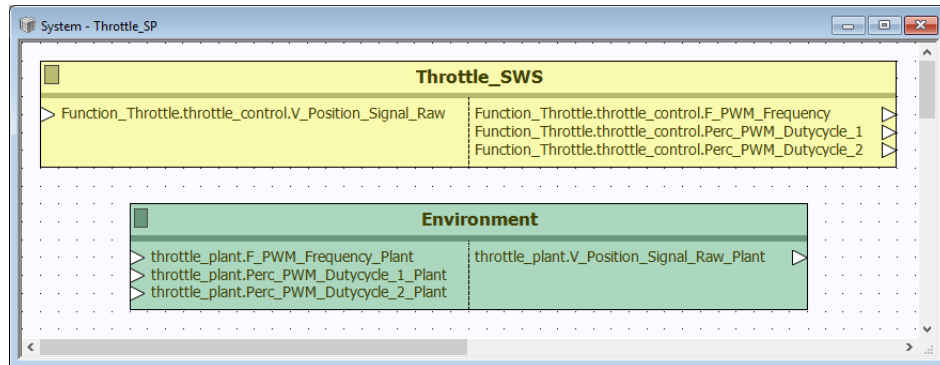 System - Throttle_SP
Throttle_SWS
Function_Throttle.throttle_control.V_Position_Signal_Raw
Function_Throttle.throttle_control.F_PWM_Frequency
Function_Throttle.throttle_control.Perc_PWM_Dutycycle_1
Function_Throttle.throttle_control.Perc_PWM_Dutycycle_2
Environment
throttle_plant.F_PWM_Frequency_Plant
throttle_plant.Perc_PWM_Dutycycle_1_Plant
throttle_plant.Perc_PWM_Dutycycle_2_Plant
throttle_plant.V_Position_Signal_Raw_Plant